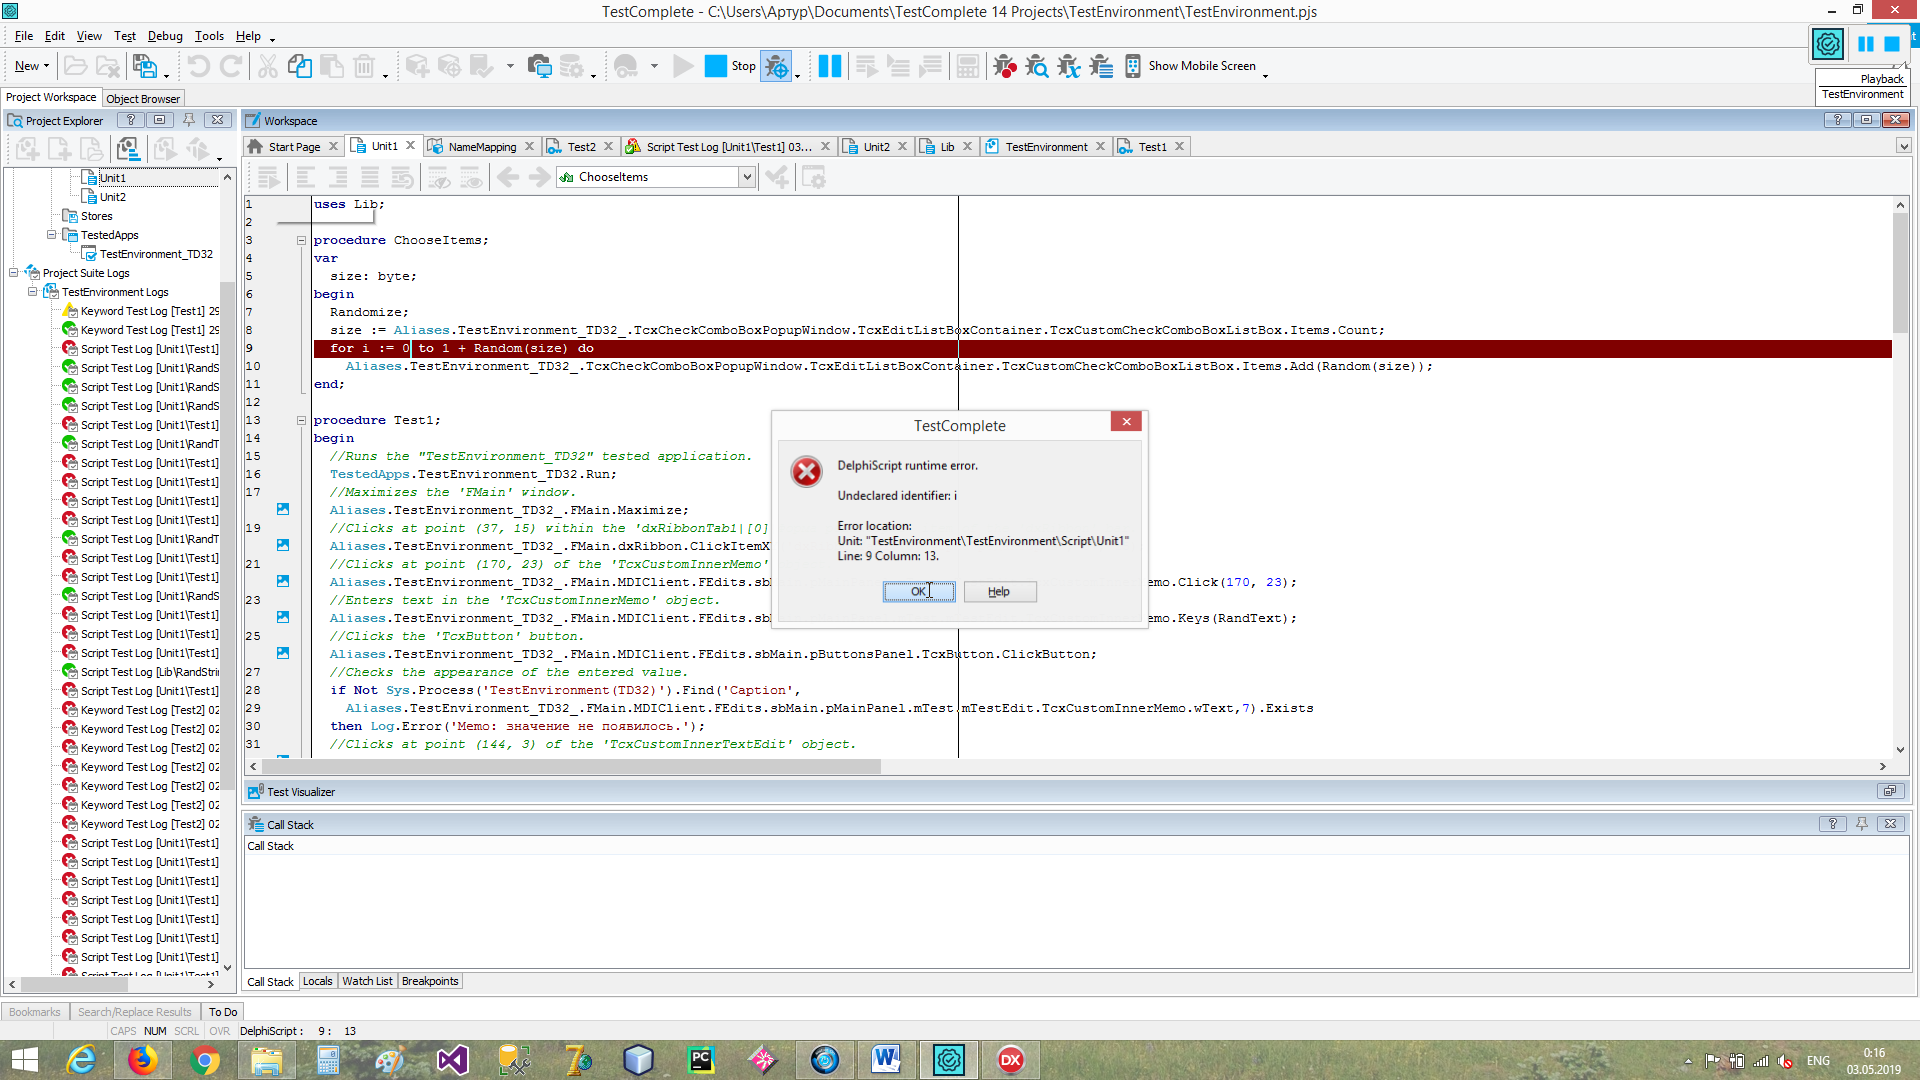 TestComplete - C:\Users\Артур\Documents\TestComplete 14 Projects\TestEnvironment\TestEnvironment.pjs
File Edit View Test Debug Tools Help
New Stop Show Mobile Screen
Playback
TestEnvironment
Project Workspace Object Browser
Project Explorer
Workspace
Start Page Unit1 NameMapping Test2 Script Test Log [Unit1\Test1] 03... Unit2 Lib TestEnvironment Test1
ChooseItems
Unit1
Unit2
Stores
TestedApps
TestEnvironment_TD32
Project Suite Logs
TestEnvironment Logs
Keyword Test Log [Test1] 29
Keyword Test Log [Test1] 29
Script Test Log [Unit1\Test1]
Script Test Log [Unit1\RandS
Script Test Log [Unit1\RandS
Script Test Log [Unit1\RandS
Script Test Log [Unit1\Test1]
Script Test Log [Unit1\RandT
Script Test Log [Unit1\Test1]
Script Test Log [Unit1\Test1]
Script Test Log [Unit1\Test1]
Script Test Log [Unit1\Test1]
Script Test Log [Unit1\RandT
Script Test Log [Unit1\Test1]
Script Test Log [Unit1\Test1]
Script Test Log [Unit1\RandS
Script Test Log [Unit1\Test1]
Script Test Log [Unit1\Test1]
Script Test Log [Unit1\Test1]
Script Test Log [Lib\RandStri
Script Test Log [Unit1\Test1]
Keyword Test Log [Test2] 02
Keyword Test Log [Test2] 02
Keyword Test Log [Test2] 02
Keyword Test Log [Test2] 02
Keyword Test Log [Test2] 02
Keyword Test Log [Test2] 02
Keyword Test Log [Test2] 02
Script Test Log [Unit1\Test1]
Script Test Log [Unit1\Test1]
Script Test Log [Unit1\Test1]
Script Test Log [Unit1\Test1]
Script Test Log [Unit1\Test1]
Script Test Log [Unit1\Test1]
Script Test Log [Unit1\Test1]
Script Test Log [Unit1\Test1]
1 uses Lib;
2
3 procedure ChooseItems;
4 var
5 size: byte;
6 begin
7 Randomize;
8 size := Aliases.TestEnvironment_TD32_.TcxCheckComboBoxPopupWindow.TcxEditListBoxContainer.TcxCustomCheckComboBoxListBox.Items.Count;
9 for i := 0 to 1 + Random(size) do
10 Aliases.TestEnvironment_TD32_.TcxCheckComboBoxPopupWindow.TcxEditListBoxContainer.TcxCustomCheckComboBoxListBox.Items.Add(Random(size));
11 end;
12
13 procedure Test1;
14 begin
15 //Runs the "TestEnvironment_TD32" tested application.
16 TestedApps.TestEnvironment_TD32.Run;
17 //Maximizes the 'FMain' window.
Aliases.TestEnvironment_TD32_.FMain.Maximize;
19 //Clicks at point (37, 15) within the 'dxRibbonTab1|[0]
Aliases.TestEnvironment_TD32_.FMain.dxRibbon.ClickItemX
21 //Clicks at point (170, 23) of the 'TcxCustomInnerMemo'
Aliases.TestEnvironment_TD32_.FMain.MDIClient.FEdits.sb emo.Click(170, 23);
23 //Enters text in the 'TcxCustomInnerMemo' object.
Aliases.TestEnvironment_TD32_.FMain.MDIClient.FEdits.sb emo.Keys(RandText);
25 //Clicks the 'TcxButton' button.
Aliases.TestEnvironment_TD32_.FMain.MDIClient.FEdits.sbMain.pButtonsPanel.TcxButton.ClickButton;
27 //Checks the appearance of the entered value.
28 if Not Sys.Process('TestEnvironment(TD32)').Find('Caption',
29 Aliases.TestEnvironment_TD32_.FMain.MDIClient.FEdits.sbMain.pMainPanel.mTest.mTestEdit.TcxCustomInnerMemo.wText,7).Exists
30 then Log.Error('Memo: значение не появилось.');
31 //Clicks at point (144, 3) of the 'TcxCustomInnerTextEdit' object.
TestComplete
DelphiScript runtime error.
Undeclared identifier: i
Error location:
Unit: "TestEnvironment\TestEnvironment\Script\Unit1"
Line: 9 Column: 13.
OK Help
Test Visualizer
Call Stack
Call Stack
Call Stack Locals Watch List Breakpoints
Bookmarks Search/Replace Results To Do
CAPS NUM SCRL OVR DelphiScript : 9: 13
ENG
0:16
03.05.2019